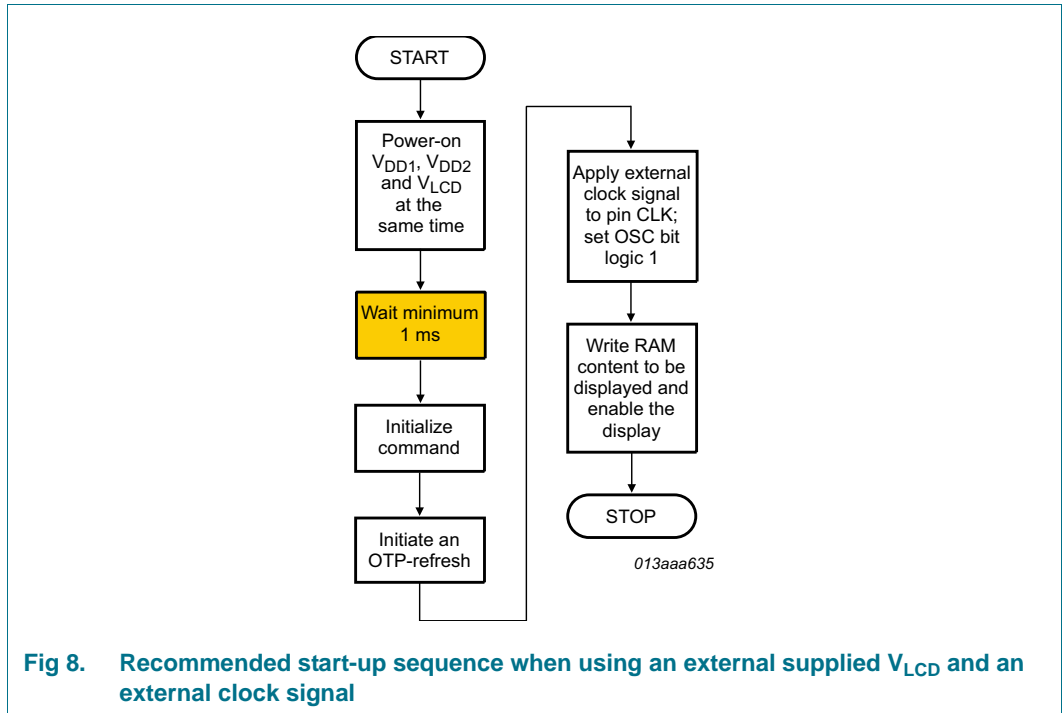 START
Power-on
VDD1, VDD2
and VLCD
at the
same time
Wait minimum
1 ms
Initialize
command
Initiate an
OTP-refresh
Apply external
clock signal
to pin CLK;
set OSC bit
logic 1
Write RAM
content to be
displayed and
enable the
display
STOP
013aaa635
Fig 8. Recommended start-up sequence when using an external supplied VLCD and an
external clock signal